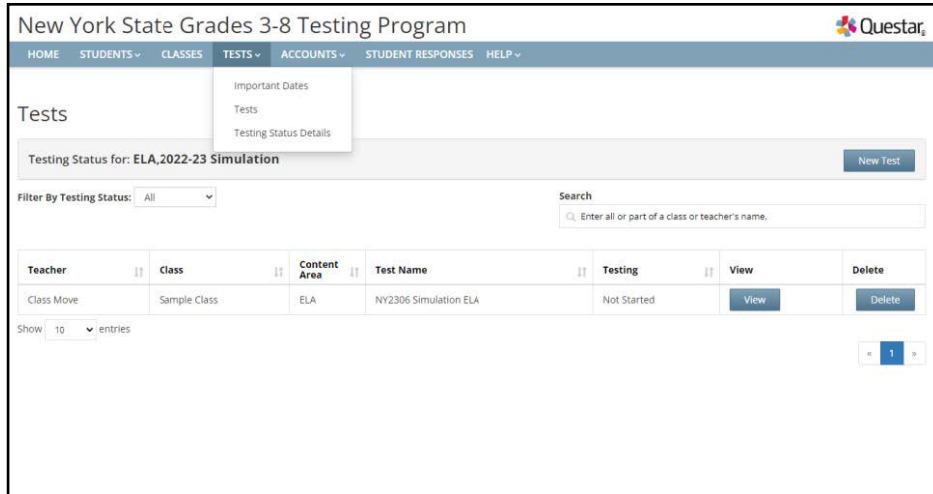 New York State Grades 3-8 Testing Program
Questar
HOME STUDENTS CLASSES TESTS ACCOUNTS STUDENT RESPONSES HELP
Important Dates
Tests
Testing Status Details
Tests
Testing Status for: ELA,2022-23 Simulation
New Test
Filter By Testing Status: All
Search
Enter all or part of a class or teacher's name.
Teacher Class Content Area Test Name Testing View Delete
Class Move Sample Class ELA NY2306 Simulation ELA Not Started View Delete
Show 10 entries
« 1 »